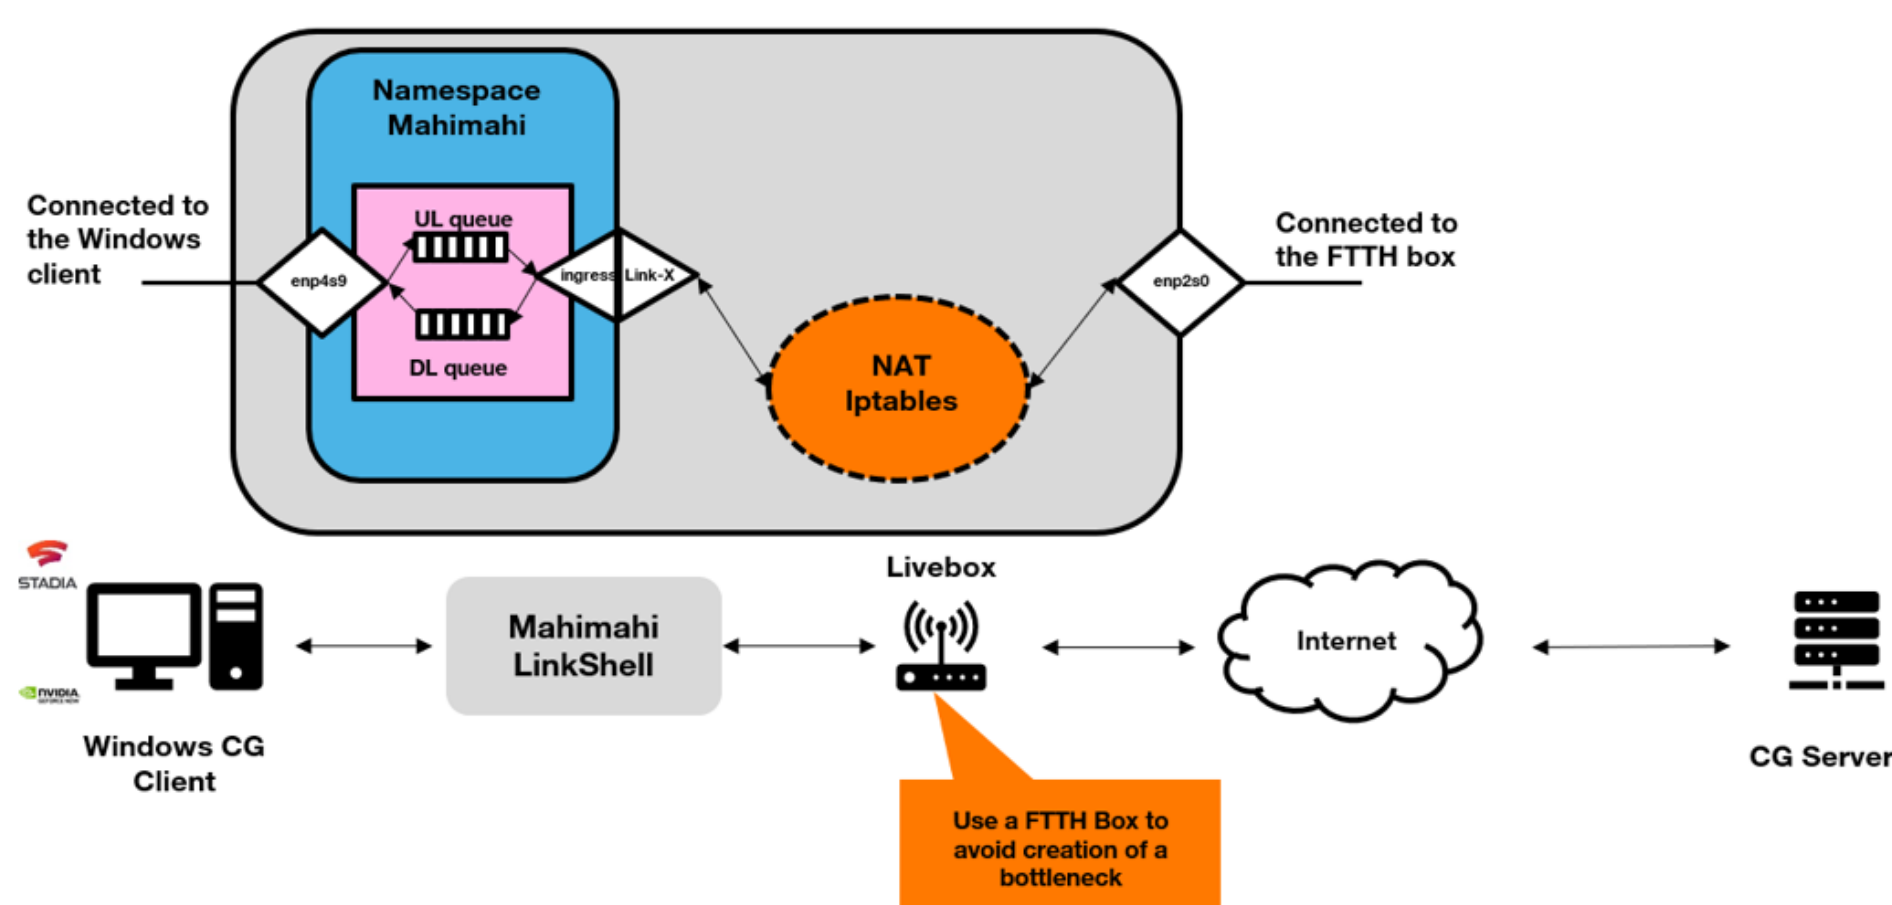 Namespace
Mahimahi
Connected to
the Windows
client
UL queue
enp4s9
ingress
Link-X
DL queue
NAT
Iptables
enp2s0
Connected to
the FTTH box
STADIA
NVIDIA
GEFORCE NOW
Windows CG
Client
Mahimahi
LinkShell
Livebox
Internet
CG Server
Use a FTTH Box to
avoid creation of a
bottleneck